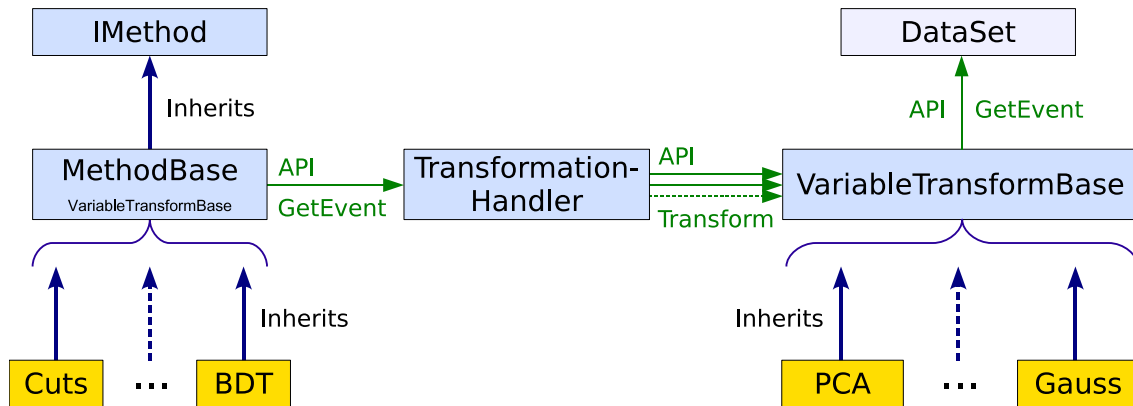 IMethod
DataSet
Inherits
API GetEvent
MethodBase
VariableTransformBase
API
GetEvent
Transformation-
Handler
API
Transform
VariableTransformBase
Inherits
Inherits
Cuts ... BDT
PCA ... Gauss